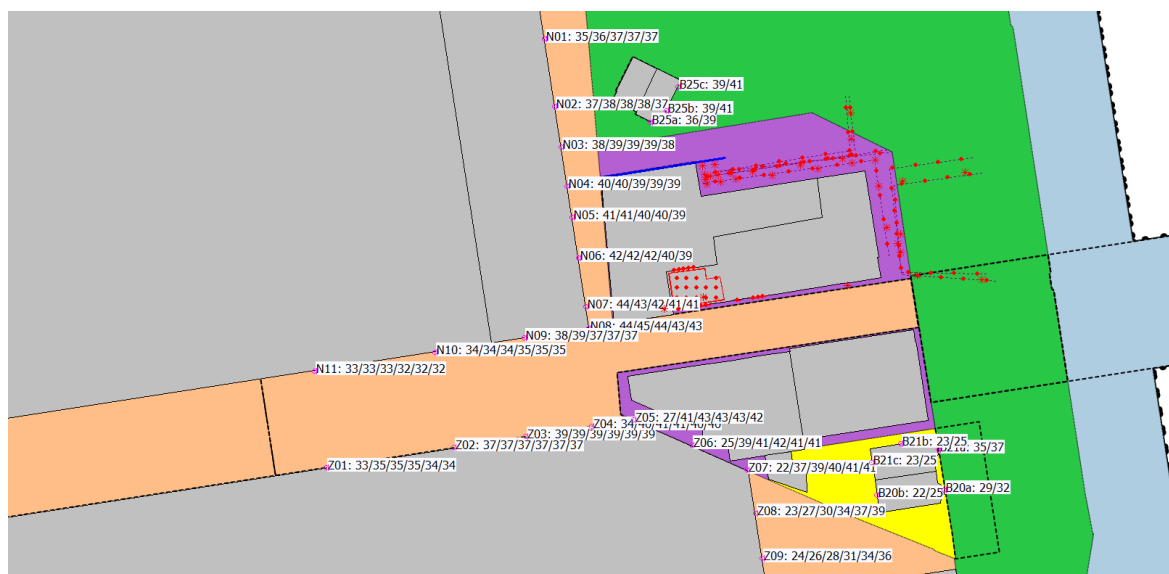 N01: 35/36/37/37/37
B25c: 39/41
N02: 37/38/38/38/37
B25b: 39/41
B25a: 36/39
N03: 38/39/39/39/38
N04: 40/40/39/39/39
N05: 41/41/40/40/39
N06: 42/42/42/40/39
N07: 44/43/42/41/41
N08: 44/45/44/43/43
N09: 38/39/37/37/37
N10: 34/34/34/35/35/35
N11: 33/33/33/32/32/32
Z05: 27/41/43/43/43/42
Z04: 34/40/41/41/40/40
Z03: 39/39/39/39/39/39
Z02: 37/37/37/37/37/37
Z06: 25/39/41/42/41/41
B21b: 23/25
B21a: 35/37
Z01: 33/35/35/35/34/34
Z07: 22/37/39/40/41/41
B21c: 23/25
B20b: 22/25
B20a: 29/32
Z08: 23/27/30/34/37/39
Z09: 24/26/28/31/34/36